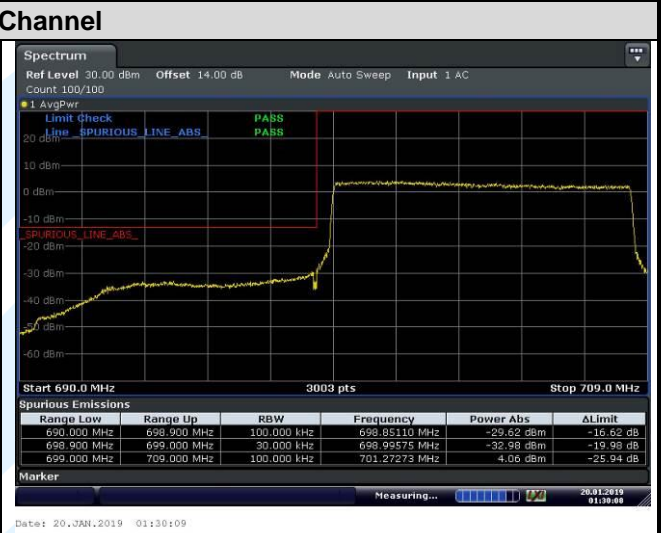 Channel
Spectrum
Ref Level 30.00 dBm Offset 14.00 dB Mode Auto Sweep Input 1 AC
Count 100/100
1 AvgPwr
Limit Check PASS
Line _SPURIOUS_LINE_ABS_ PASS
20 dBm
10 dBm
0 dBm
-10 dBm
_SPURIOUS_LINE_ABS_
-20 dBm
-30 dBm
-40 dBm
-50 dBm
-60 dBm
Start 690.0 MHz 3003 pts Stop 709.0 MHz
Spurious Emissions
Range Low Range Up RBW Frequency Power Abs ΔLimit
690.000 MHz 698.900 MHz 100.000 kHz 698.85110 MHz -29.62 dBm -16.62 dB
698.900 MHz 699.000 MHz 30.000 kHz 698.99575 MHz -32.98 dBm -19.98 dB
699.000 MHz 709.000 MHz 100.000 kHz 701.27273 MHz 4.06 dBm -25.94 dB
Marker
Measuring... 20.01.2019
01:30:08
Date: 20.JAN.2019 01:30:09